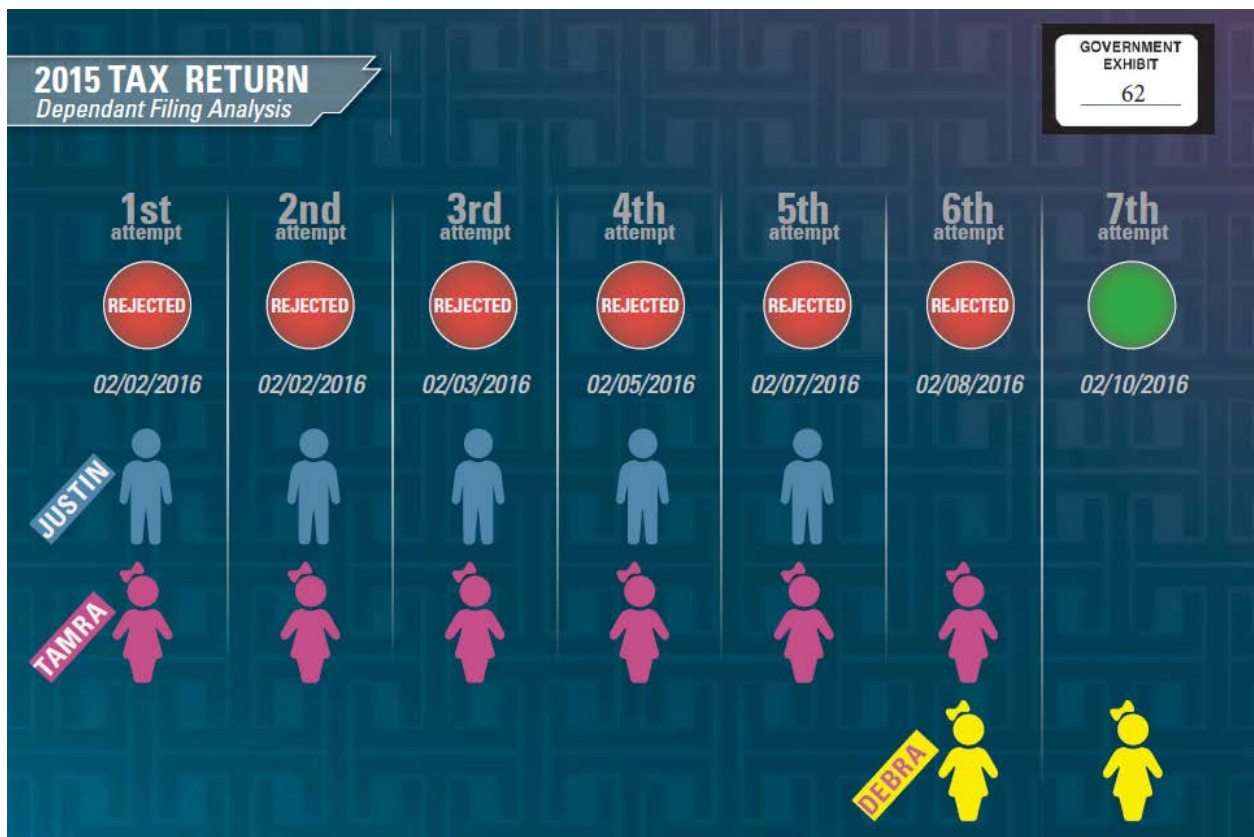 2015 TAX RETURN
Dependant Filing Analysis
GOVERNMENT
EXHIBIT
62
1st
attempt
2nd
attempt
3rd
attempt
4th
attempt
5th
attempt
6th
attempt
7th
attempt
REJECTED
REJECTED
REJECTED
REJECTED
REJECTED
REJECTED
02/02/2016
02/02/2016
02/03/2016
02/05/2016
02/07/2016
02/08/2016
02/10/2016
JUSTIN
TAMRA
DEBRA